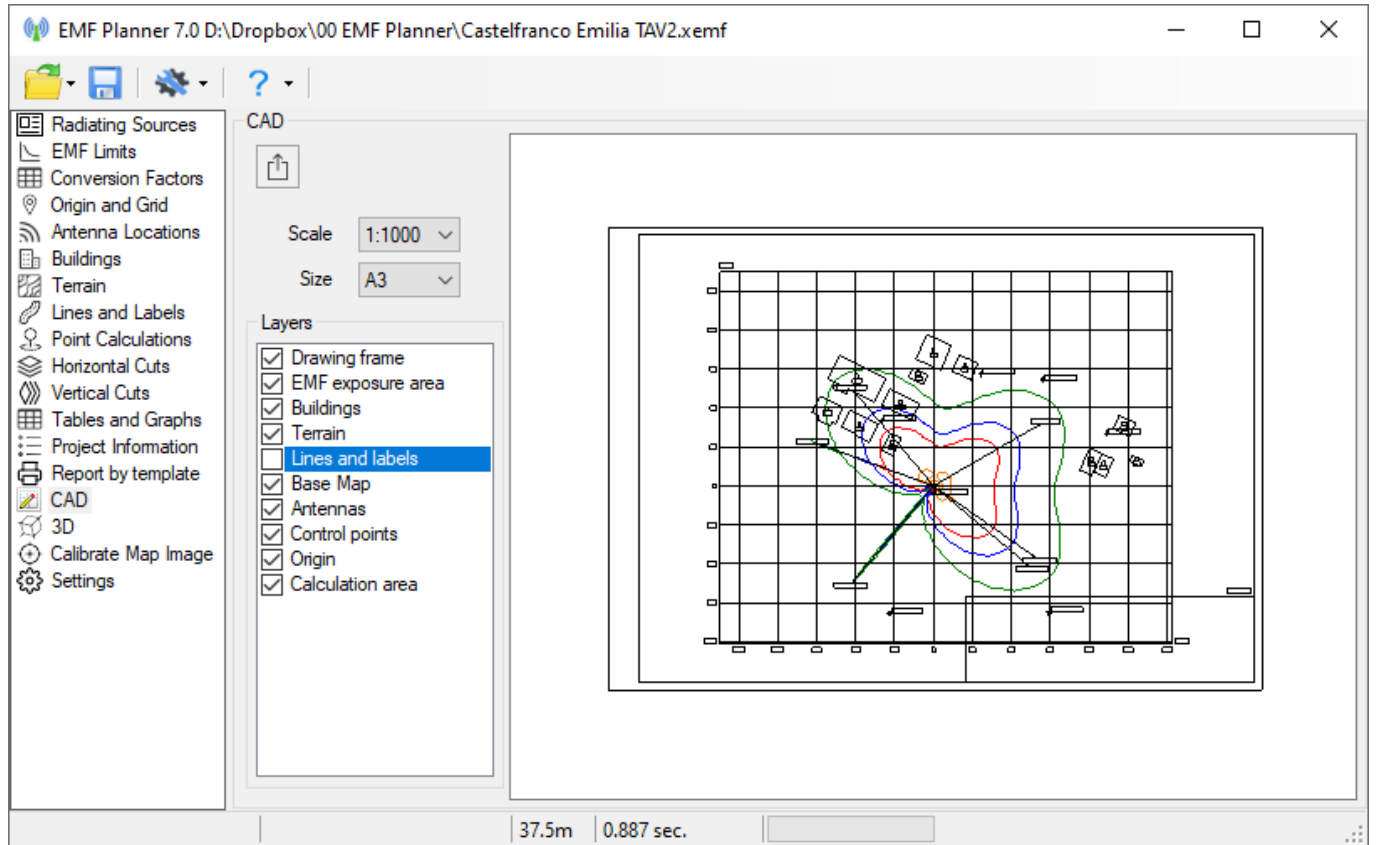 EMF Planner 7.0 D:\Dropbox\00 EMF Planner\Castelfranco Emilia TAV2.xemf
Radiating Sources
EMF Limits
Conversion Factors
Origin and Grid
Antenna Locations
Buildings
Terrain
Lines and Labels
Point Calculations
Horizontal Cuts
Vertical Cuts
Tables and Graphs
Project Information
Report by template
CAD
3D
Calibrate Map Image
Settings
CAD
Scale 1:1000
Size A3
Layers
Drawing frame
EMF exposure area
Buildings
Terrain
Lines and labels
Base Map
Antennas
Control points
Origin
Calculation area
37.5m 0.887 sec.